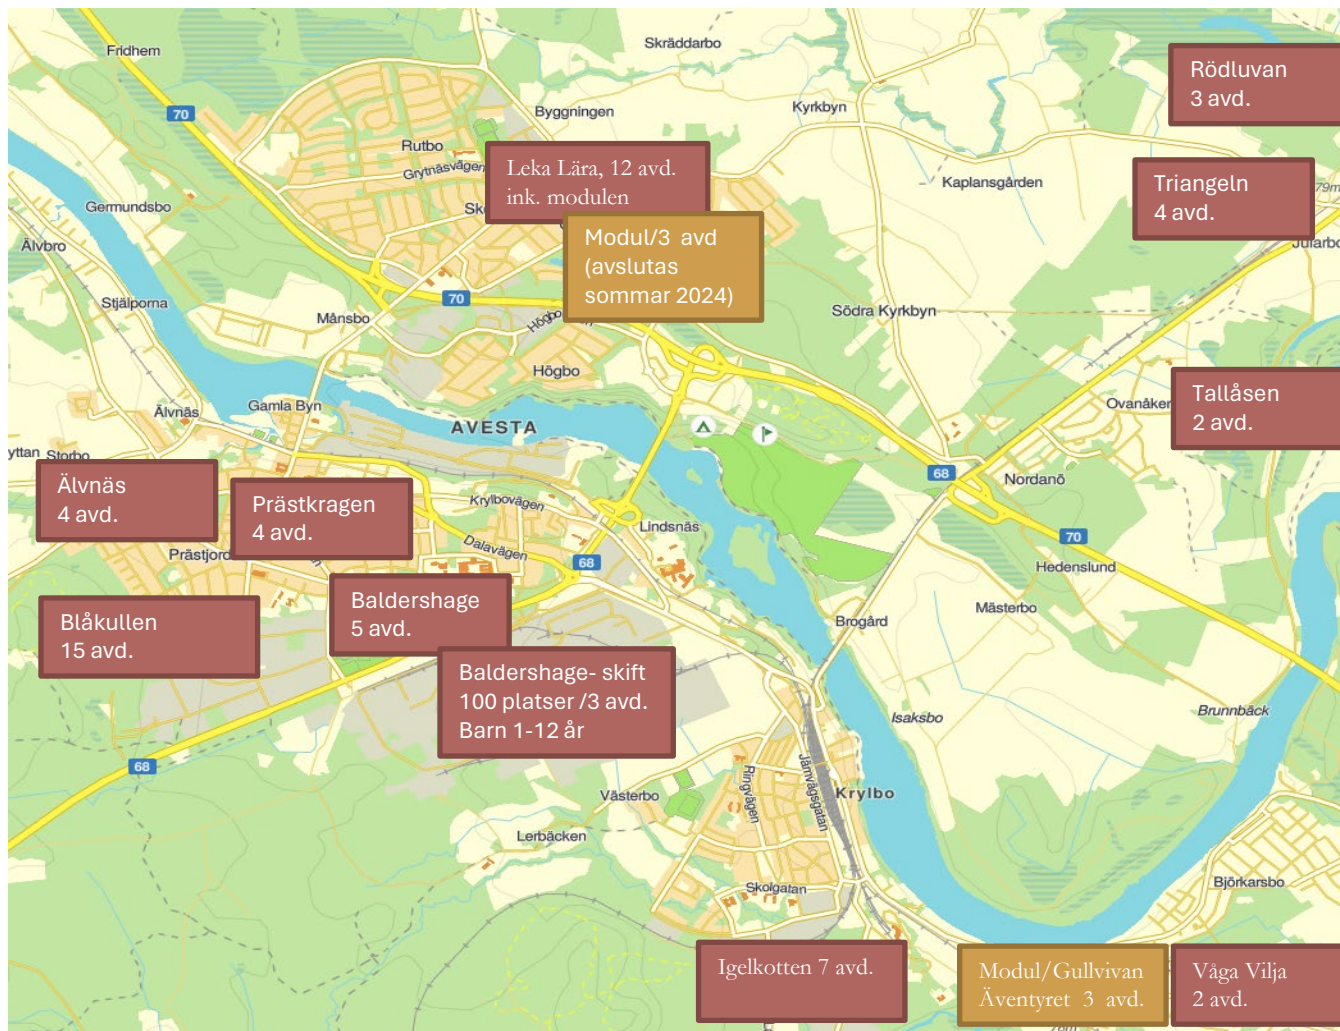 Fridhem
Skräddarbo
Rödluvan
3 avd.
70
Byggningen
Kyrkbyn
Rutbo
Grytnäsvägen
Leka Lära, 12 avd.
ink. modulen
Kaplansgården
Triangeln
4 avd.
79m
Germundsbo
Sk
Älvbro
Modul/3 avd
(avslutas
sommar 2024)
Jularbo
Stjälporna
70
Månsbo
Högbo
Södra Kyrkbyn
Högbo
Älvnäs
Gamla Byn
AVESTA
Ovanåker
Tallåsen
2 avd.
yttan
Storbo
68
Nordanö
Älvnäs
4 avd.
Prästkragen
4 avd.
Krylbovägen
Lindsnäs
70
Prästjord
Dalavägen
68
Hedenslund
Blåkullen
15 avd.
Baldershage
5 avd.
Mästerbo
Brogård
Baldershage- skift
100 platser /3 avd.
Barn 1-12 år
Isaksbo
Brunnbäck
68
Västerbo
Ringvägen
Järnvägsgatan
Krylbo
Lerbäcken
Skolgatan
Björkarsbo
Igelkotten 7 avd.
Modul/Gullvivan
Äventyret 3 avd.
Våga Vilja
2 avd.
78m